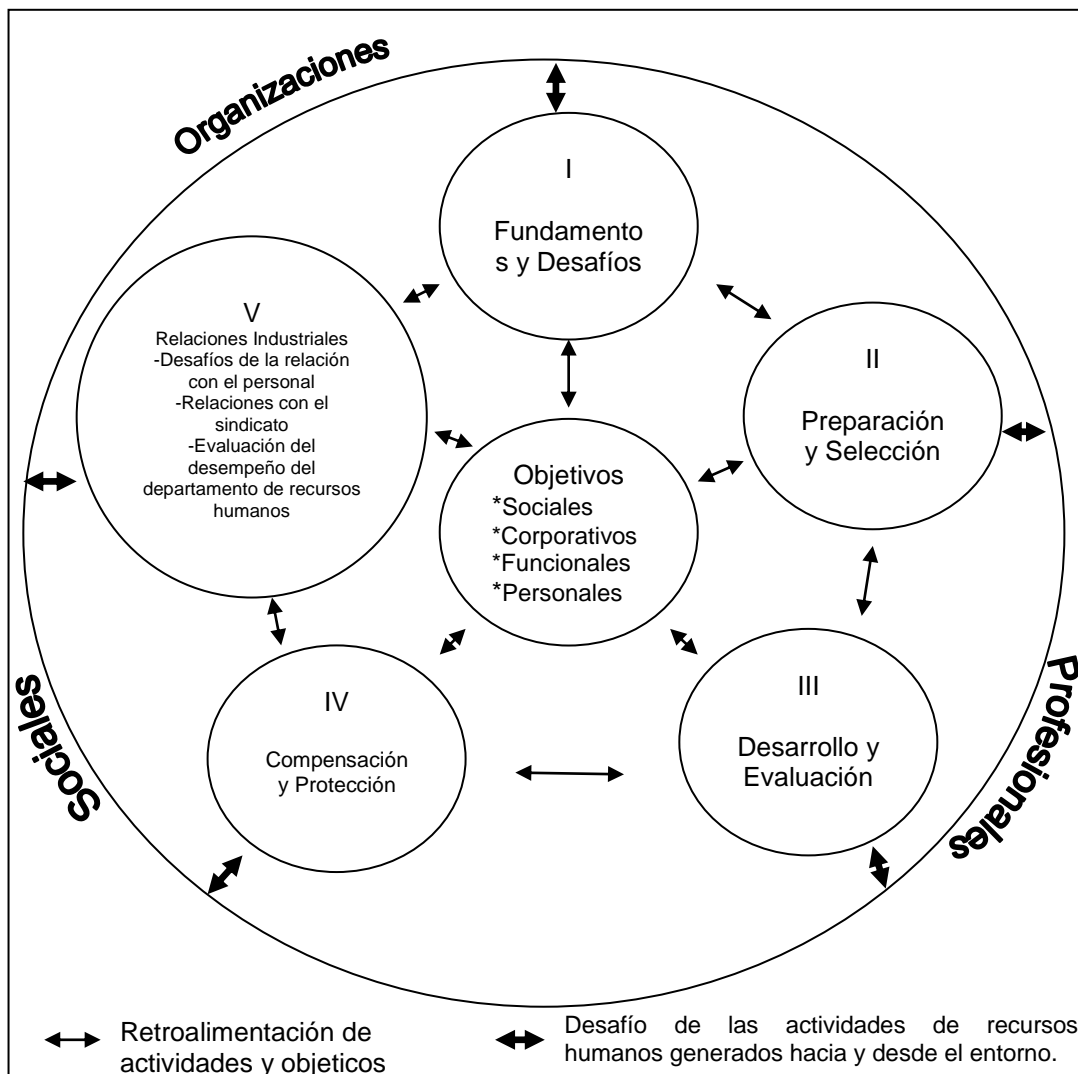 Organizaciones
I
Fundamento
s y Desafíos
V
Relaciones Industriales
-Desafíos de la relación
con el personal
-Relaciones con el
sindicato
-Evaluación del
desempeño del
departamento de recursos
humanos
II
Preparación
y Selección
Objetivos
*Sociales
*Corporativos
*Funcionales
*Personales
IV
Compensación
y Protección
III
Desarrollo y
Evaluación
Sociales
Profesionales
Retroalimentación de
actividades y objeticos
Desafío de las actividades de recursos
humanos generados hacia y desde el entorno.